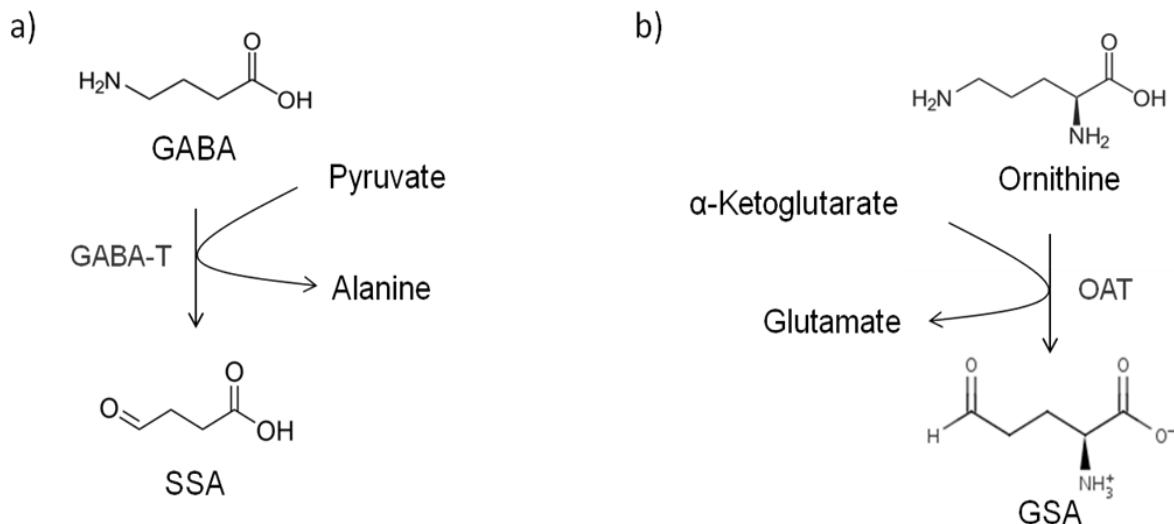 a)
O
H₂N
OH
GABA
Pyruvate
GABA-T
Alanine
O
O
OH
SSA
b)
O
H₂N
OH
NH₂
Ornithine
α-Ketoglutarate
OAT
Glutamate
O
O
H
O⁻
NH₃⁺
GSA